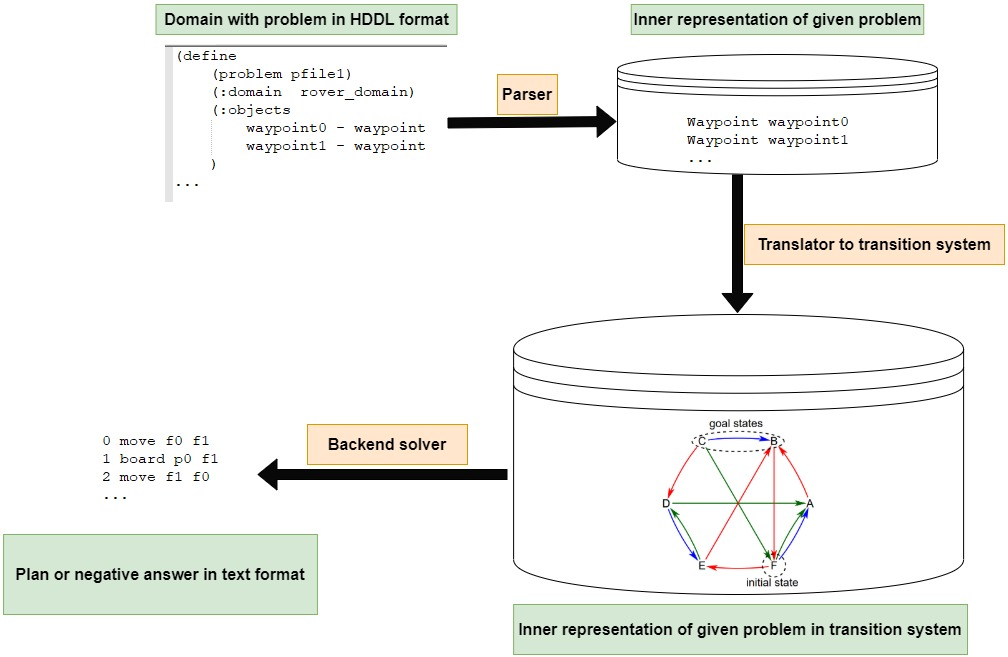 Domain with problem in HDDL format
(define
(problem pfile1)
(:domain rover_domain)
(:objects
waypoint0 - waypoint
waypoint1 - waypoint
)
...
Parser
Inner representation of given problem
Waypoint waypoint0
Waypoint waypoint1
...
Translator to transition system
goal states
C
B
D
A
E
F
initial state
Inner representation of given problem in transition system
Backend solver
0 move f0 f1
1 board p0 f1
2 move f1 f0
...
Plan or negative answer in text format